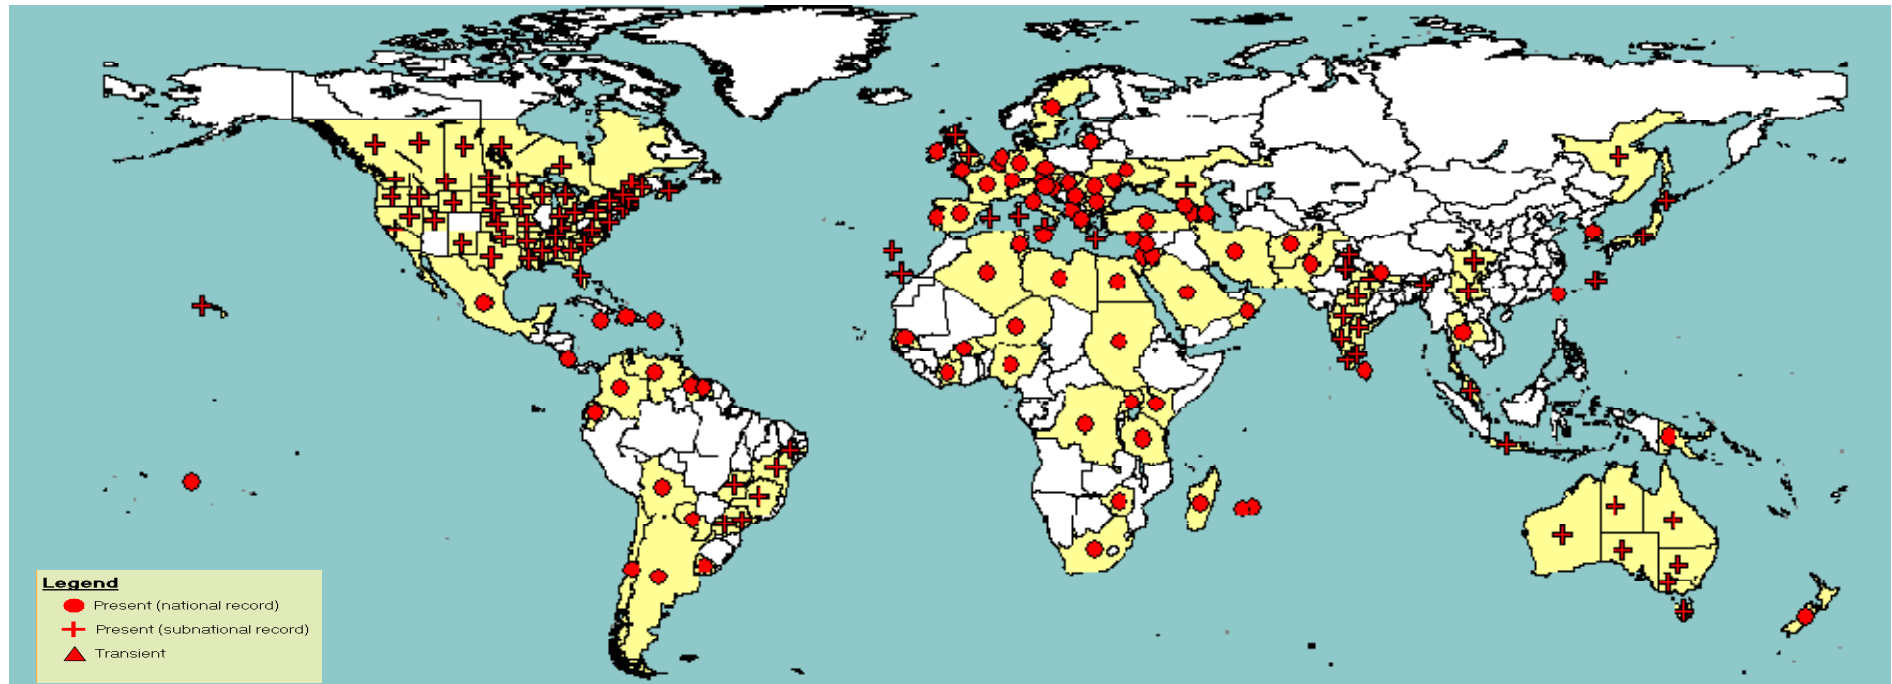 Legend
Present (national record)
Present (subnational record)
Transient